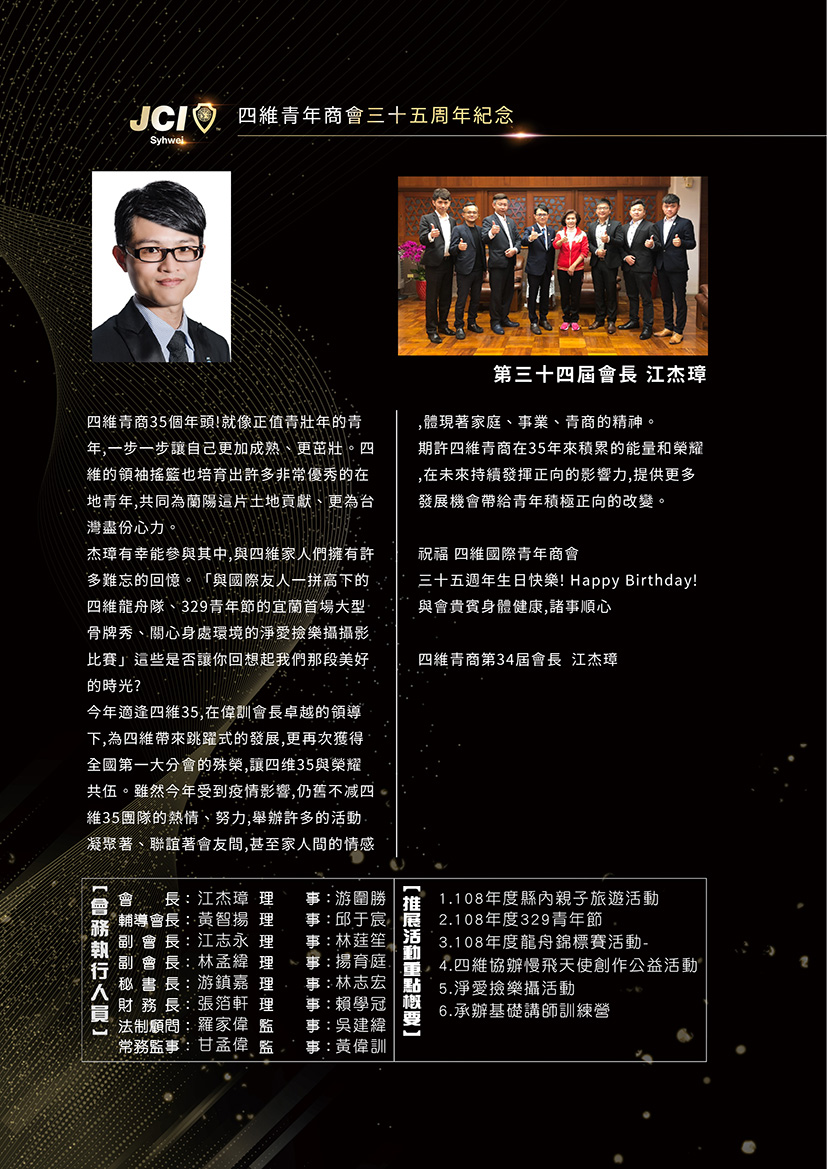 JCI
Syhwei
四維青年商會三十五周年紀念
第三十四屆會長 江杰璋
四維青商35個年頭!就像正值青壯年的青
年,一步一步讓自己更加成熟、更茁壯。四
維的領袖搖籃也培育出許多非常優秀的在
地青年,共同為蘭陽這片土地貢獻、更為台
灣盡份心力。
杰璋有幸能參與其中,與四維家人們擁有許
多難忘的回憶。「與國際友人一拼高下的
四維龍舟隊、329青年節的宜蘭首場大型
骨牌秀、關心身處環境的淨愛撿樂攝攝影
比賽」這些是否讓你回想起我們那段美好
的時光?
今年適逢四維35,在偉訓會長卓越的領導
下,為四維帶來跳躍式的發展,更再次獲得
全國第一大分會的殊榮,讓四维35與榮耀
共伍。雖然今年受到疫情影響,仍舊不減四
維35團隊的熱情、努力,舉辦許多的活動
凝聚著、聯誼著會友間,甚至家人間的情感
,體現著家庭、事業、青商的精神。
期許四維青商在35年來積累的能量和榮耀
,在未來持續發揮正向的影響力,提供更多
發展機會帶給青年積極正向的改變。
祝福 四維國際青年商會
三十五週年生日快樂! Happy Birthday!
與會貴賓身體健康,諸事順心
四維青商第34屆會長 江杰璋
【會務執行人員】
會 長：江杰璋 理 事：游圍勝
輔導會長：黃智揚 理 事：邱于宸
副 會 長：江志永 理 事：林莛笙
副 會 長：林孟緯 理 事：揚育庭
秘 書 長：游鎮嘉 理 事：林志宏
財 務 長：張箔軒 理 事：賴學冠
法制顧問：羅家偉 監 事：吳建緯
常務監事：甘孟偉 監 事：黃偉訓
【推展活動重點概要】
1.108年度縣內親子旅遊活動
2.108年度329青年節
3.108年度龍舟錦標賽活動-
4.四維協辦慢飛天使創作公益活動
5.淨愛撿樂攝活動
6.承辦基礎講師訓練營